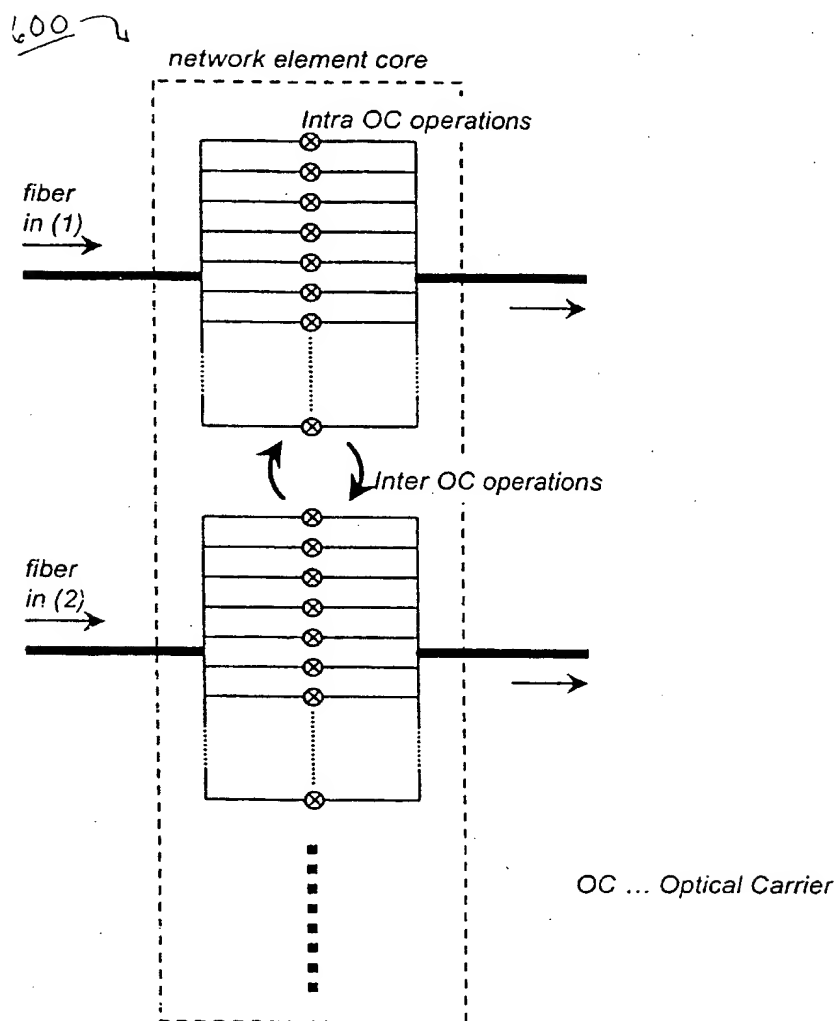 600
network element core
Intra OC operations
fiber
in (1)
Inter OC operations
fiber
in (2)
OC ... Optical Carrier